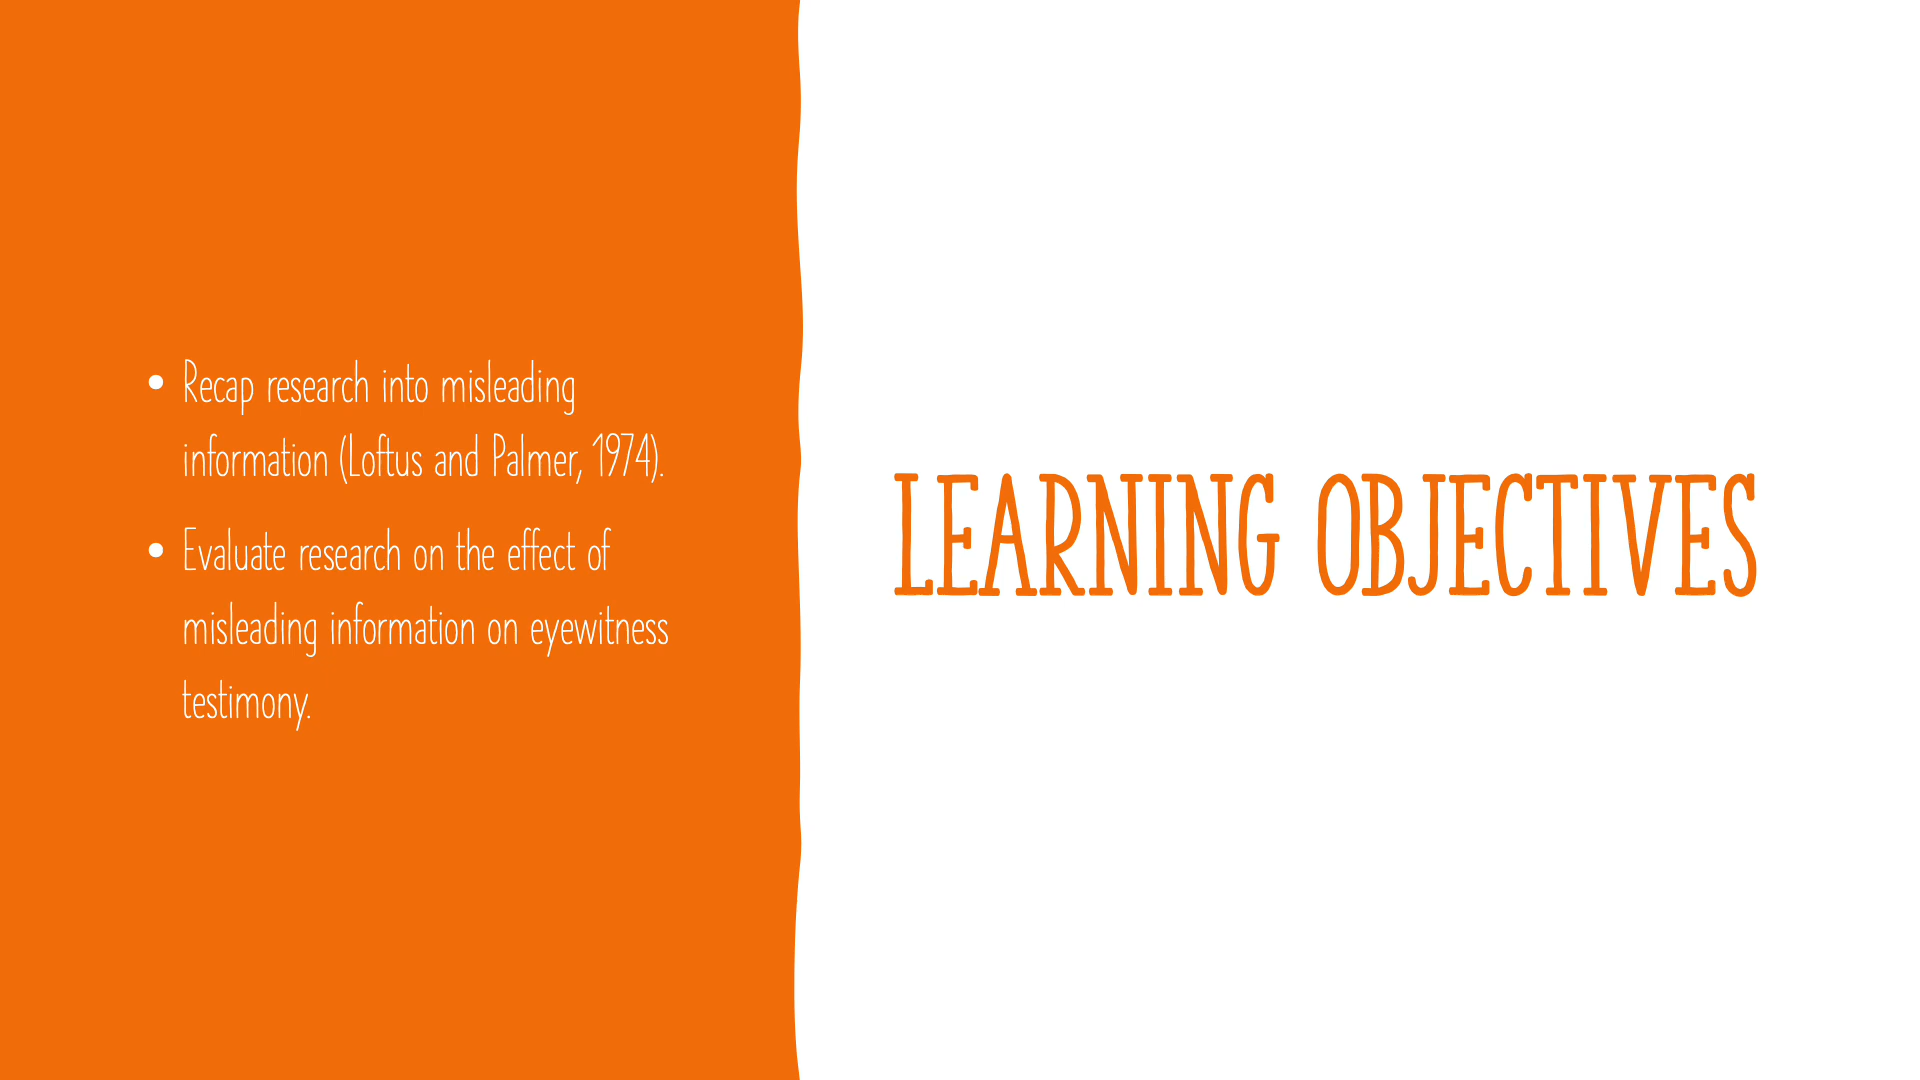 • Recap research into misleading
information (Loftus and Palmer, 1974).
• Evaluate research on the effect of
misleading information on eyewitness
testimony.
LEARNING OBJECTIVES